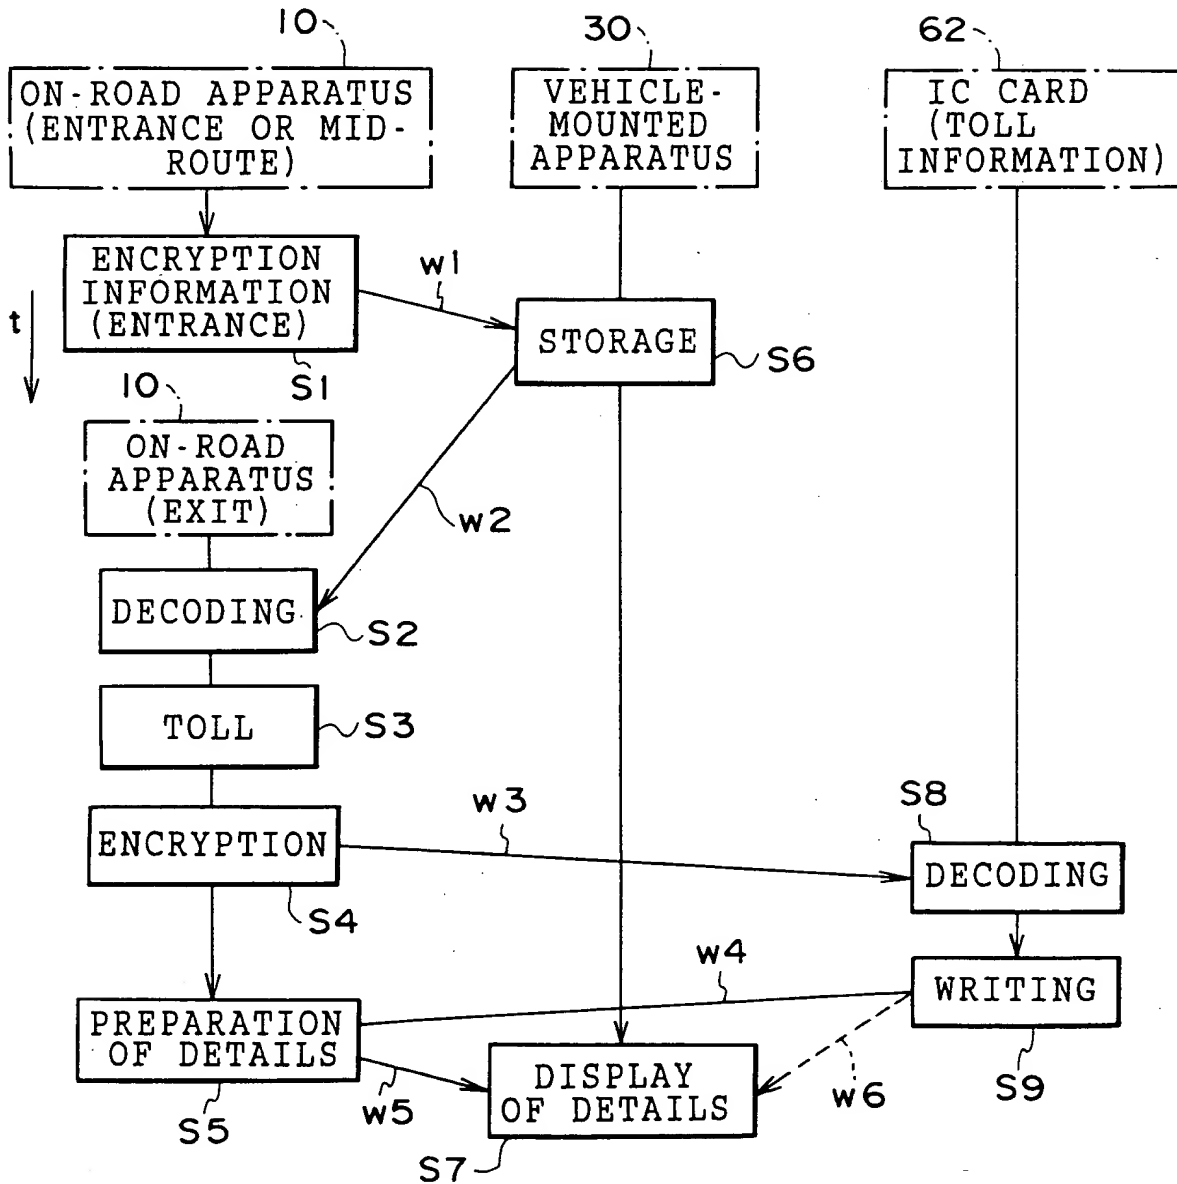 10
30
62
ON-ROAD APPARATUS
(ENTRANCE OR MID-
ROUTE)
VEHICLE-
MOUNTED
APPARATUS
IC CARD
(TOLL
INFORMATION)
ENCRYPTION
INFORMATION
(ENTRANCE)
w1
t
STORAGE
S6
S1
10
ON-ROAD
APPARATUS
(EXIT)
w2
DECODING
S2
TOLL
S3
w3
S8
ENCRYPTION
DECODING
S4
w4
WRITING
PREPARATION
OF DETAILS
DISPLAY
OF DETAILS
w6
S9
S5
w5
S7